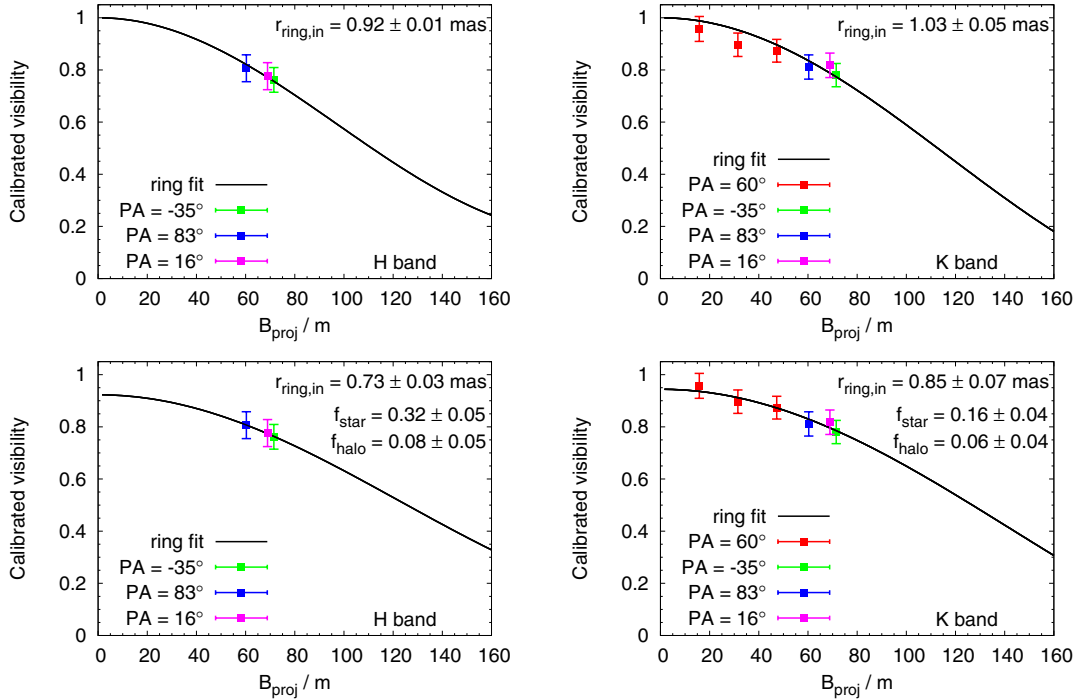 r_ring,in = 0.92 ± 0.01 mas
Calibrated visibility
1
0.8
0.6
0.4
0.2
0
ring fit
PA = -35°
PA = 83°
PA = 16°
H band
0 20 40 60 80 100 120 140 160
B_proj / m
r_ring,in = 1.03 ± 0.05 mas
Calibrated visibility
1
0.8
0.6
0.4
0.2
0
ring fit
PA = 60°
PA = -35°
PA = 83°
PA = 16°
K band
0 20 40 60 80 100 120 140 160
B_proj / m
r_ring,in = 0.73 ± 0.03 mas
f_star = 0.32 ± 0.05
f_halo = 0.08 ± 0.05
Calibrated visibility
1
0.8
0.6
0.4
0.2
0
ring fit
PA = -35°
PA = 83°
PA = 16°
H band
0 20 40 60 80 100 120 140 160
B_proj / m
r_ring,in = 0.85 ± 0.07 mas
f_star = 0.16 ± 0.04
f_halo = 0.06 ± 0.04
Calibrated visibility
1
0.8
0.6
0.4
0.2
0
ring fit
PA = 60°
PA = -35°
PA = 83°
PA = 16°
K band
0 20 40 60 80 100 120 140 160
B_proj / m